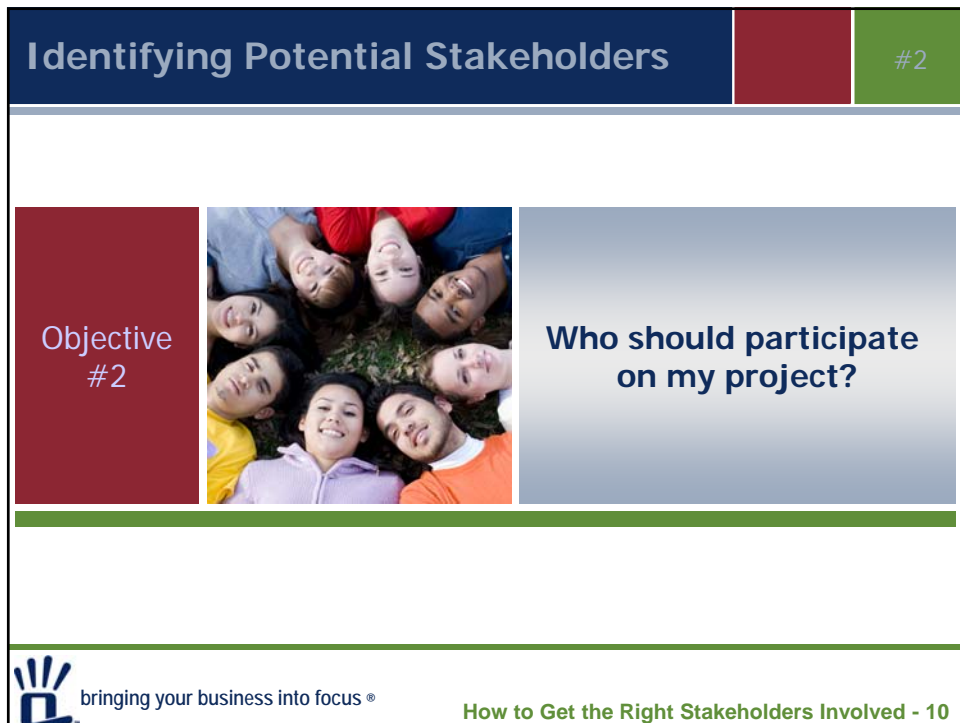 Identifying Potential Stakeholders
#2
Objective
#2
Who should participate
on my project?
bringing your business into focus ®
How to Get the Right Stakeholders Involved - 10